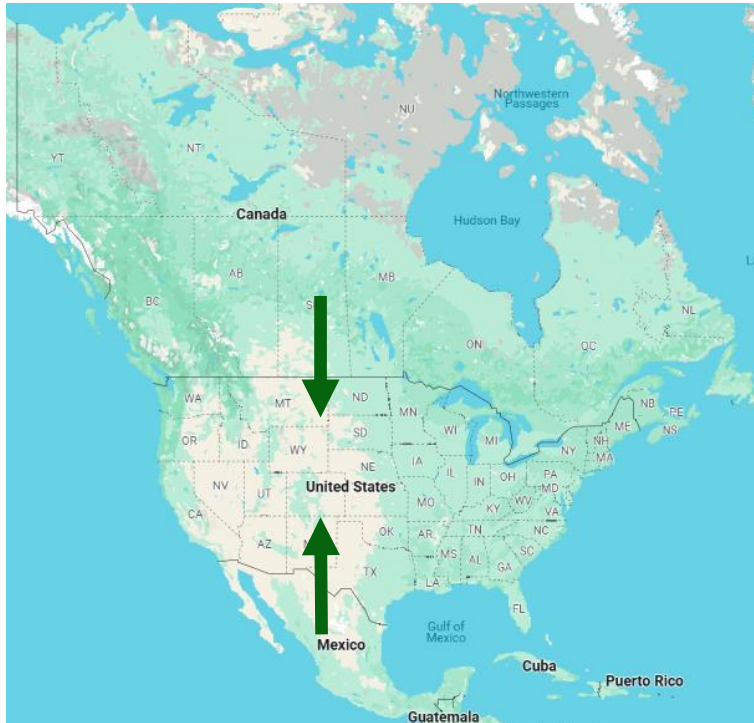 Northwestern
Passages
NU
NT
YT
Canada
Hudson Bay
AB
MB
BC
S
NL
ON
QC
WA
MT
ND
MN
NB
PE
NS
ME
OR
ID
SD
WI
MI
NH
NY
MA
WY
NE
IA
IL
IN
OH
PA
MD
NV
UT
United States
MO
KY
WV
VA
CA
AZ
N
OK
AR
TN
NC
SC
MS
AL
GA
TX
LA
FL
Gulf of
Mexico
Mexico
Cuba
Puerto Rico
Guatemala